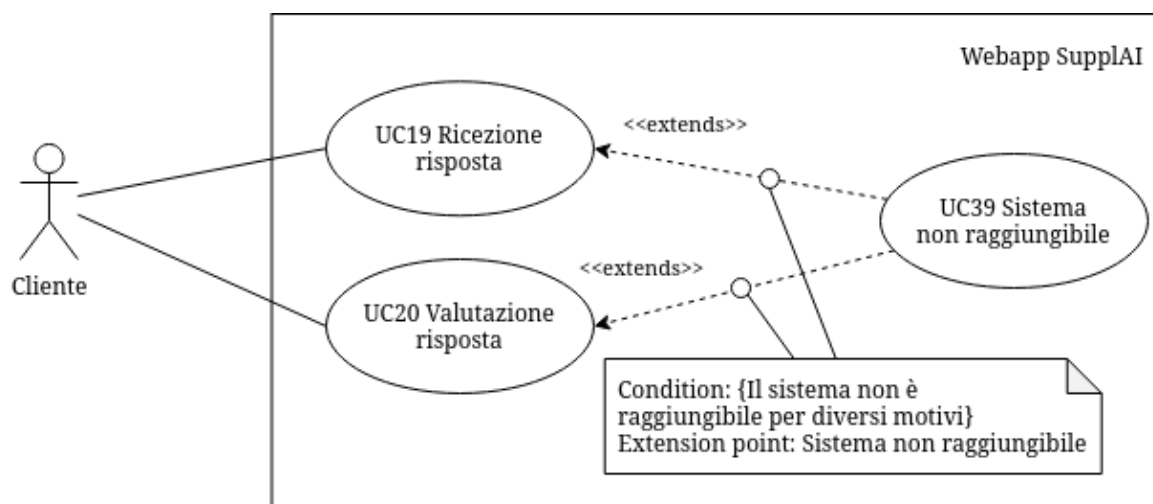 Webapp SupplAI
UC19 Ricezione
risposta
<<extends>>
UC39 Sistema
non raggiungibile
Cliente
<<extends>>
UC20 Valutazione
risposta
Condition: {Il sistema non è
raggiungibile per diversi motivi}
Extension point: Sistema non raggiungibile